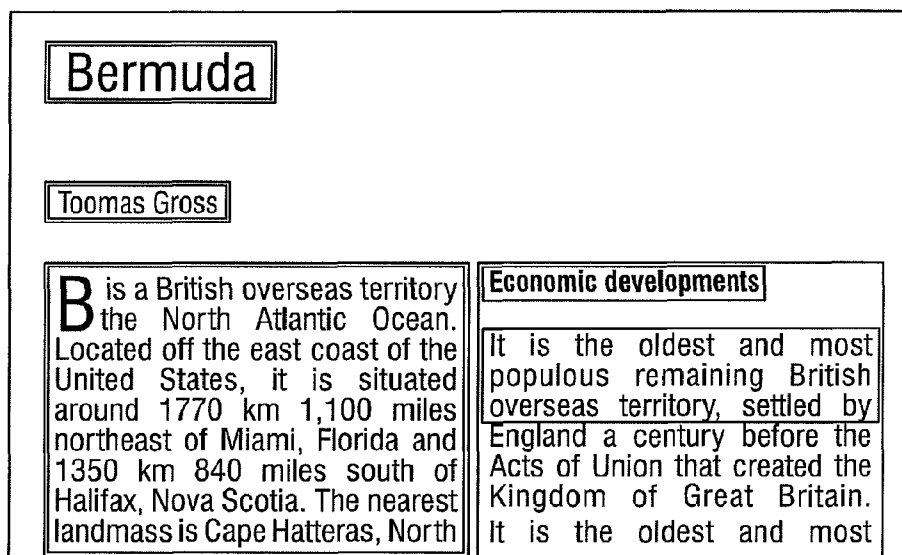 Bermuda
Toomas Gross
B is a British overseas territory
the North Atlantic Ocean.
Located off the east coast of the
United States, it is situated
around 1770 km 1,100 miles
northeast of Miami, Florida and
1350 km 840 miles south of
Halifax, Nova Scotia. The nearest
landmass is Cape Hatteras, North
Economic developments
It is the oldest and most
populous remaining British
overseas territory, settled by
England a century before the
Acts of Union that created the
Kingdom of Great Britain.
It is the oldest and most